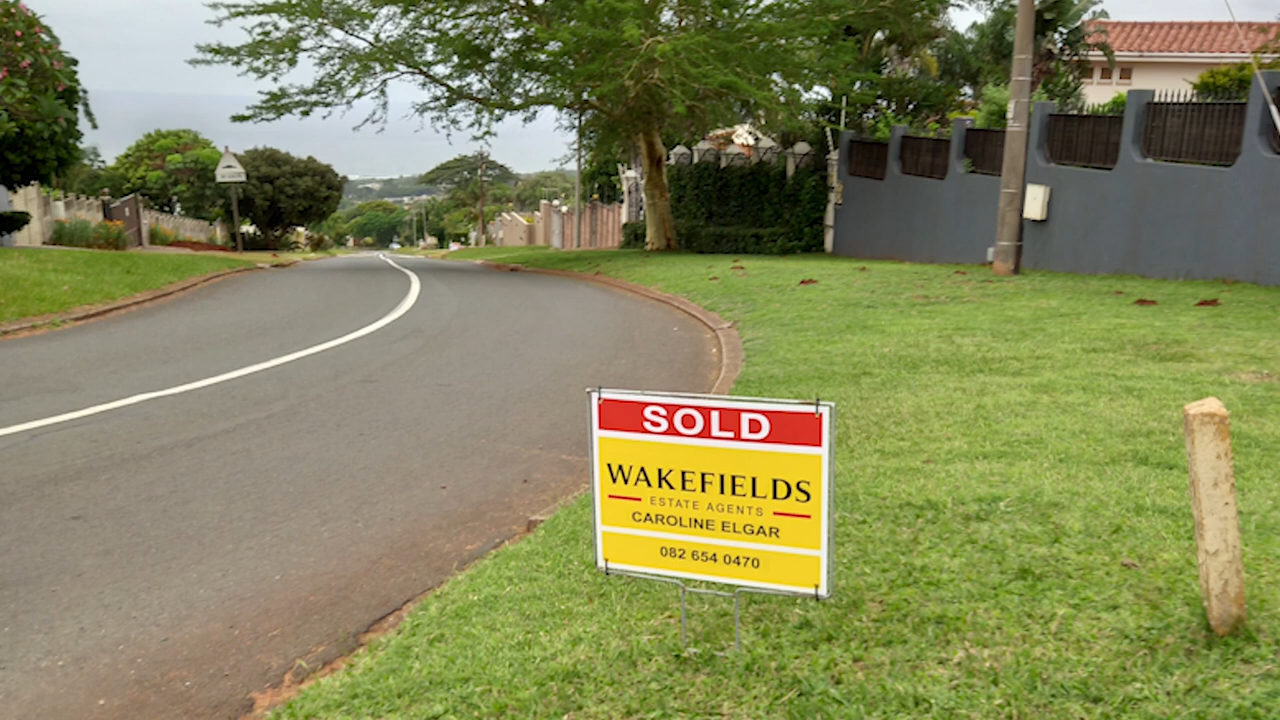 SOLD
WAKEFIELDS
ESTATE AGENTS
CAROLINE ELGAR
082 654 0470